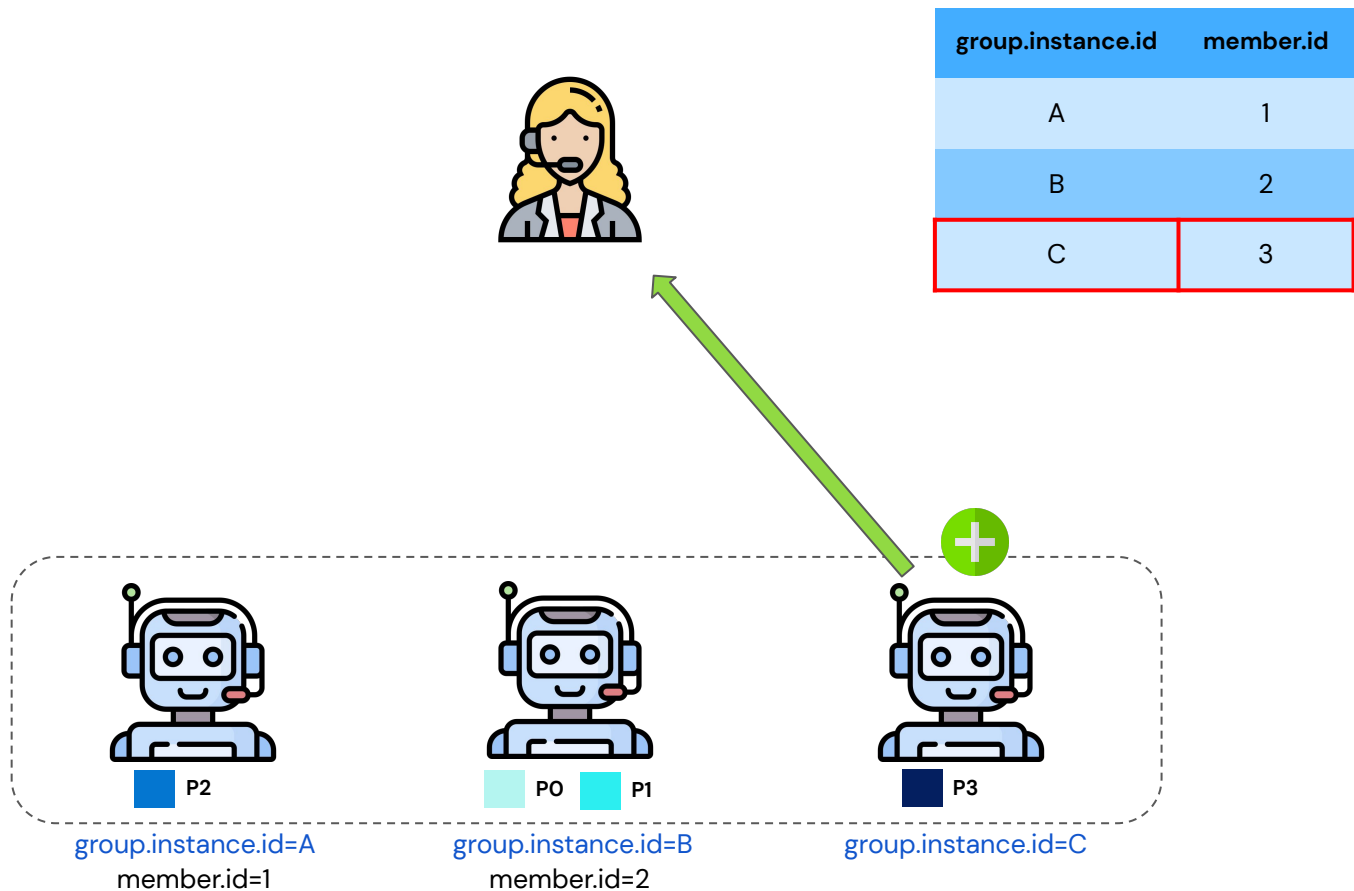 group.instance.id member.id
A 1
B 2
C 3
P2 P0 P1 P3
group.instance.id=A group.instance.id=B group.instance.id=C
member.id=1 member.id=2